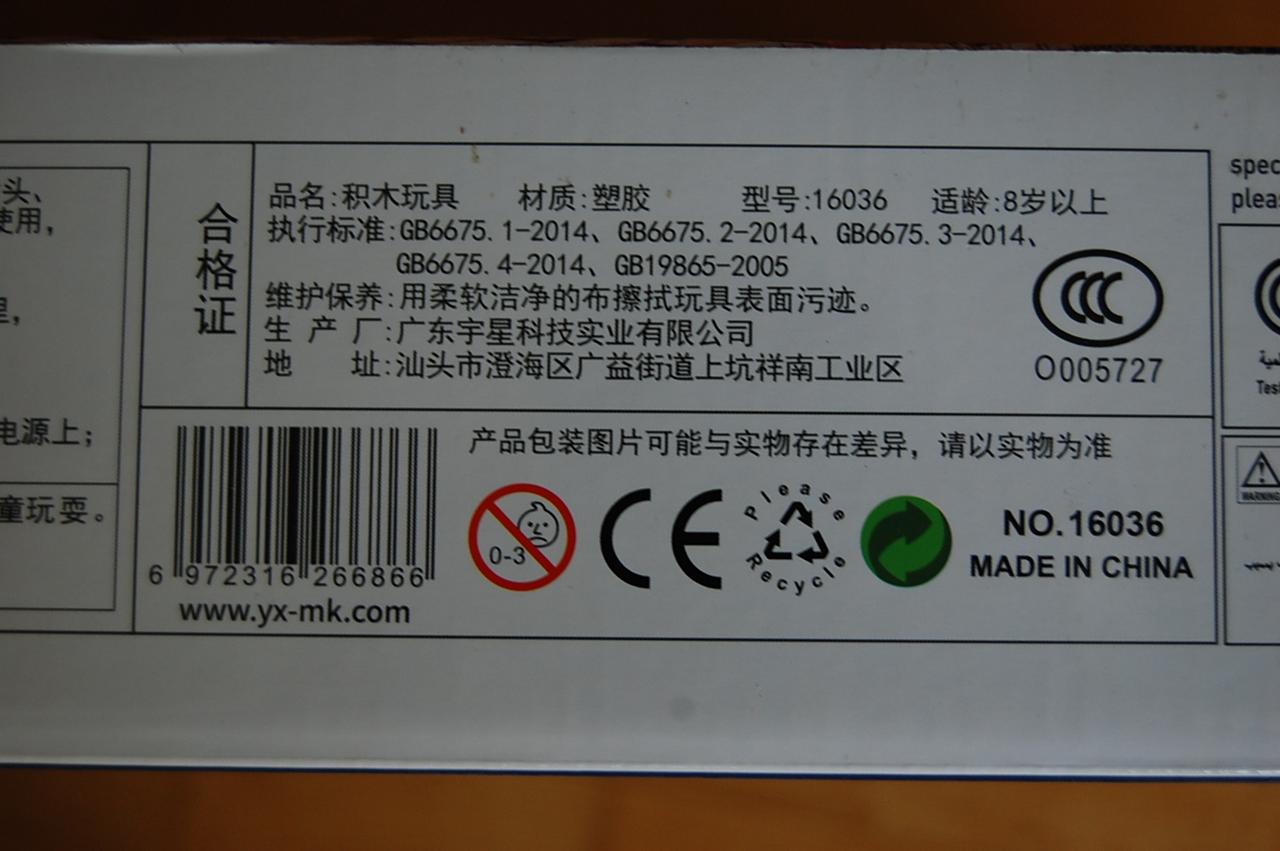 头、
使用，
电源上；
童玩耍。
合格证
品名:积木玩具 材质:塑胶 型号:16036 适龄:8岁以上
执行标准:GB6675.1-2014、GB6675.2-2014、GB6675.3-2014、
GB6675.4-2014、GB19865-2005
维护保养:用柔软洁净的布擦拭玩具表面污迹。
生产厂:广东宇星科技实业有限公司
地址:汕头市澄海区广益街道上坑祥南工业区
CCC
O005727
产品包装图片可能与实物存在差异，请以实物为准
6 972316 266866
www.yx-mk.com
0-3
CE
Please
Recycle
NO.16036
MADE IN CHINA
WARNING